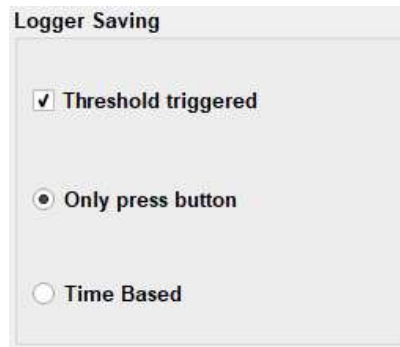 Logger Saving
Threshold triggered
Only press button
Time Based